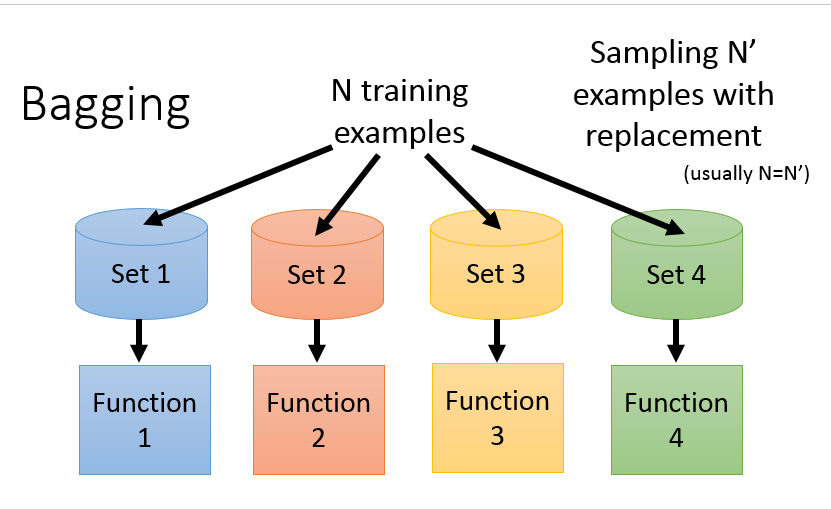 Bagging
N training
examples
Sampling N’
examples with
replacement
(usually N=N’)
Set 1
Set 2
Set 3
Set 4
Function
1
Function
2
Function
3
Function
4